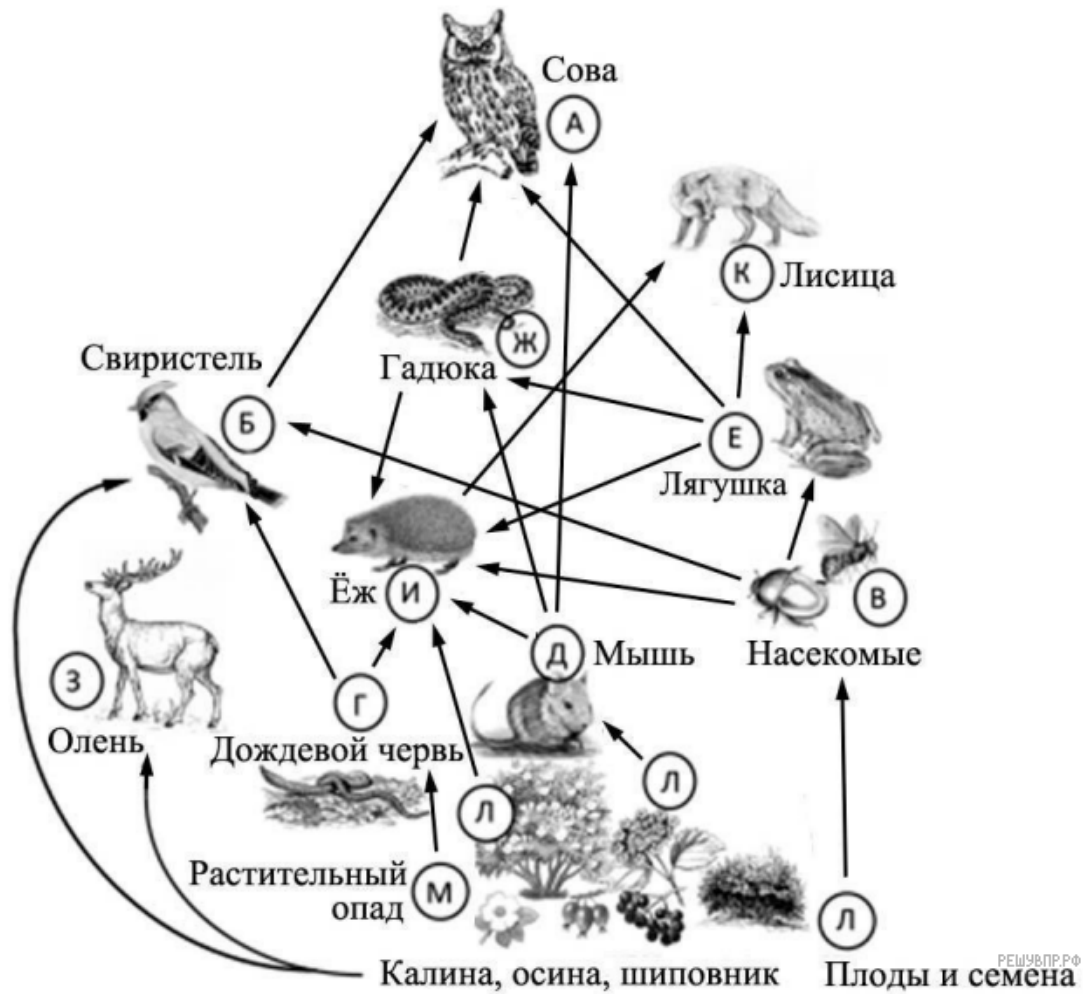 Сова
А
К Лисица
Ж
Свиристель
Гадюка
Б
Е
Лягушка
Ёж И
В
Д Мышь
Насекомые
З
Г
Олень
Дождевой червь
Л
Л
Растительный
опад
М
Л
Калина, осина, шиповник
Плоды и семена
РЕШУВПР.РФ